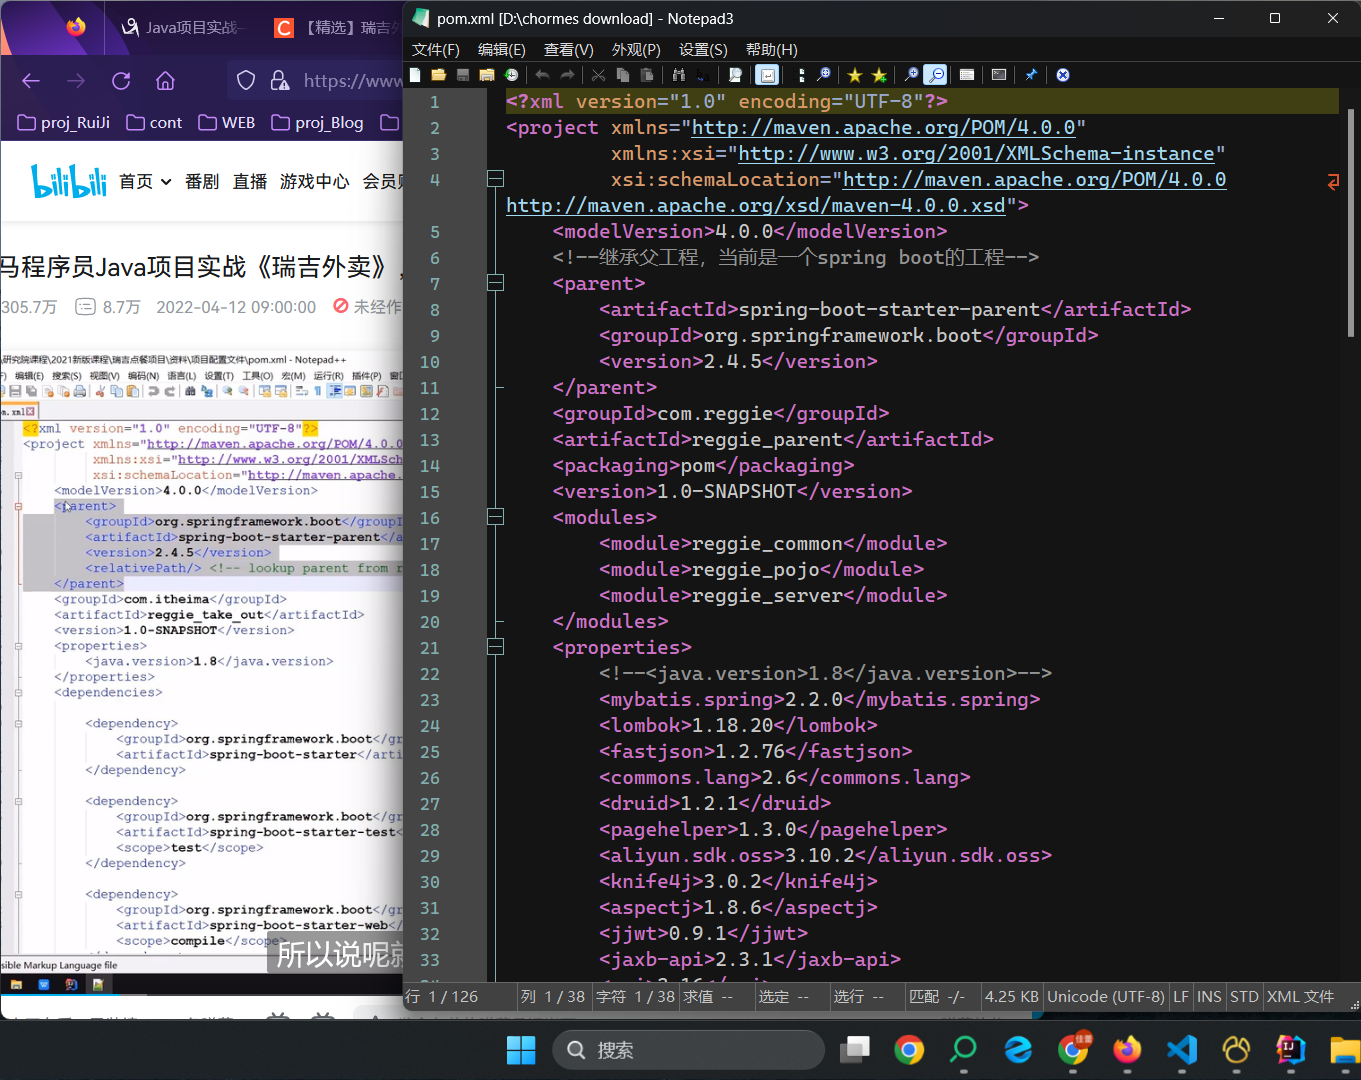 Java项目实战
【精选】瑞吉外
https://www
proj_RuiJi
cont
WEB
proj_Blog
bilibili
首页
番剧
直播
游戏中心
会员购
马程序员Java项目实战《瑞吉外卖》，
305.7万
8.7万
2022-04-12 09:00:00
未经作
\研究院课程\2021新版课程\瑞吉点餐项目\资料\项目配置文件\pom.xml - Notepad++
编辑(E) 搜索(S) 视图(V) 编码(N) 语言(L) 设置(T) 工具(O) 宏(M) 运行(R) 插件(P) 窗口
m.xml
<?xml version="1.0" encoding="UTF-8"?>
<project xmlns="http://maven.apache.org/POM/4.0.0
xmlns:xsi="http://www.w3.org/2001/XMLSch
xsi:schemaLocation="http://maven.apache.
<modelVersion>4.0.0</modelVersion>
<parent>
<groupId>org.springframework.boot</groupI
<artifactId>spring-boot-starter-parent</a
<version>2.4.5</version>
<relativePath/> <!-- lookup parent from r
</parent>
<groupId>com.itheima</groupId>
<artifactId>reggie_take_out</artifactId>
<version>1.0-SNAPSHOT</version>
<properties>
<java.version>1.8</java.version>
</properties>
<dependencies>
<dependency>
<groupId>org.springframework.boot</gr
<artifactId>spring-boot-starter</arti
</dependency>
<dependency>
<groupId>org.springframework.boot</gr
<artifactId>spring-boot-starter-test<
<scope>test</scope>
</dependency>
<dependency>
<groupId>org.springframework.boot</gr
<artifactId>spring-boot-starter-web</
<scope>compile</scope>
所以说呢就
sible Markup Language file
pom.xml [D:\chormes download] - Notepad3
文件(F) 编辑(E) 查看(V) 外观(P) 设置(S) 帮助(H)
1 <?xml version="1.0" encoding="UTF-8"?>
2 <project xmlns="http://maven.apache.org/POM/4.0.0"
3 xmlns:xsi="http://www.w3.org/2001/XMLSchema-instance"
4 xsi:schemaLocation="http://maven.apache.org/POM/4.0.0
http://maven.apache.org/xsd/maven-4.0.0.xsd">
5 <modelVersion>4.0.0</modelVersion>
6 <!--继承父工程，当前是一个spring boot的工程-->
7 <parent>
8 <artifactId>spring-boot-starter-parent</artifactId>
9 <groupId>org.springframework.boot</groupId>
10 <version>2.4.5</version>
11 </parent>
12 <groupId>com.reggie</groupId>
13 <artifactId>reggie_parent</artifactId>
14 <packaging>pom</packaging>
15 <version>1.0-SNAPSHOT</version>
16 <modules>
17 <module>reggie_common</module>
18 <module>reggie_pojo</module>
19 <module>reggie_server</module>
20 </modules>
21 <properties>
22 <!--<java.version>1.8</java.version>-->
23 <mybatis.spring>2.2.0</mybatis.spring>
24 <lombok>1.18.20</lombok>
25 <fastjson>1.2.76</fastjson>
26 <commons.lang>2.6</commons.lang>
27 <druid>1.2.1</druid>
28 <pagehelper>1.3.0</pagehelper>
29 <aliyun.sdk.oss>3.10.2</aliyun.sdk.oss>
30 <knife4j>3.0.2</knife4j>
31 <aspectj>1.8.6</aspectj>
32 <jjwt>0.9.1</jjwt>
33 <jaxb-api>2.3.1</jaxb-api>
行 1 / 126 列 1 / 38 字符 1 / 38 求值 -- 选定 -- 选行 -- 匹配 -/- 4.25 KB Unicode (UTF-8) LF INS STD XML 文件
搜索